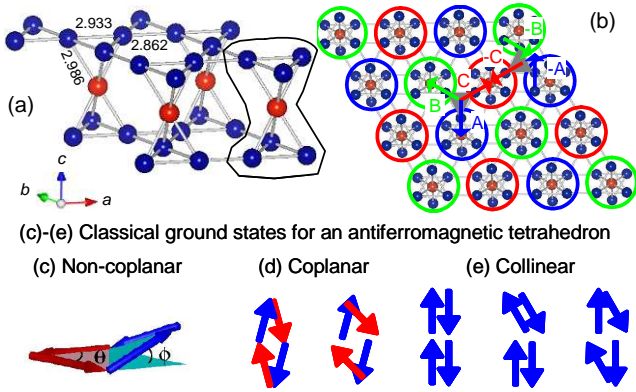 2.933
2.862
2.986
(a)
c
b
a
(b)
-B
-C
C
-A
B
A
(c)-(e) Classical ground states for an antiferromagnetic tetrahedron
(c) Non-coplanar
(d) Coplanar
(e) Collinear
θ
ϕ